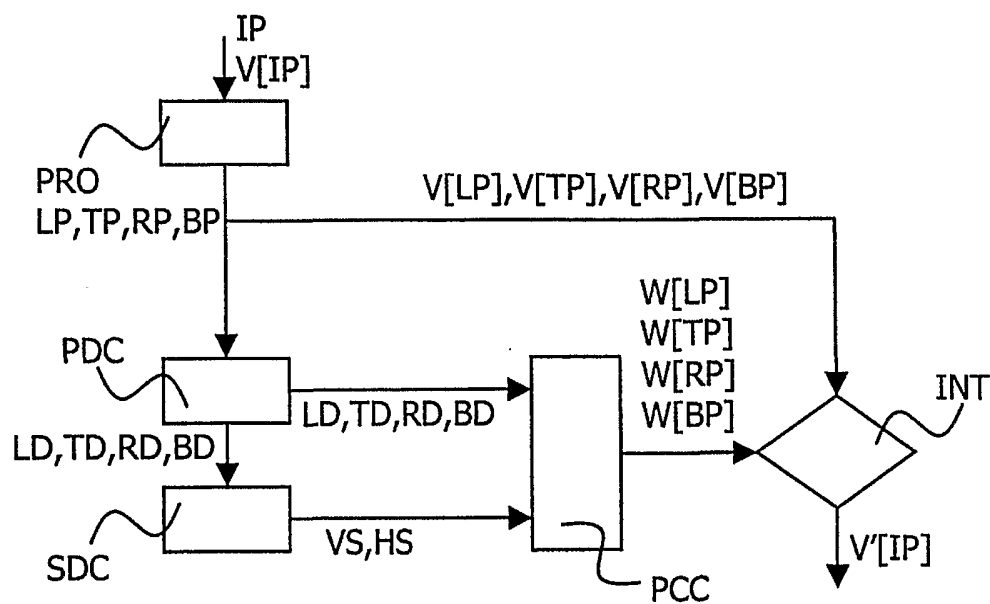 IP
V[IP]
PRO
V[LP],V[TP],V[RP],V[BP]
LP,TP,RP,BP
W[LP]
W[TP]
W[RP]
W[BP]
PDC
INT
LD,TD,RD,BD
LD,TD,RD,BD
VS,HS
V'[IP]
SDC
PCC